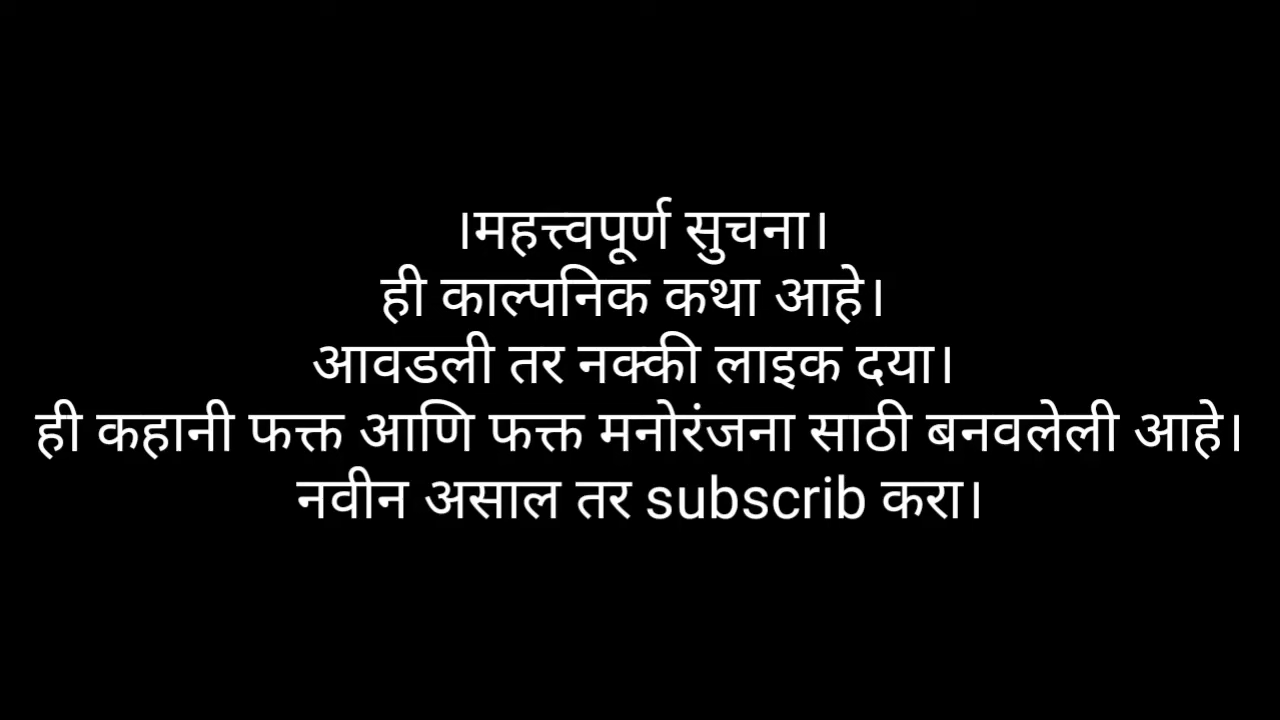 ।महत्त्वपूर्ण सुचना।
ही काल्पनिक कथा आहे।
आवडली तर नक्की लाइक दया।
ही कहानी फक्त आणि फक्त मनोरंजना साठी बनवलेली आहे।
नवीन असाल तर subscrib करा।